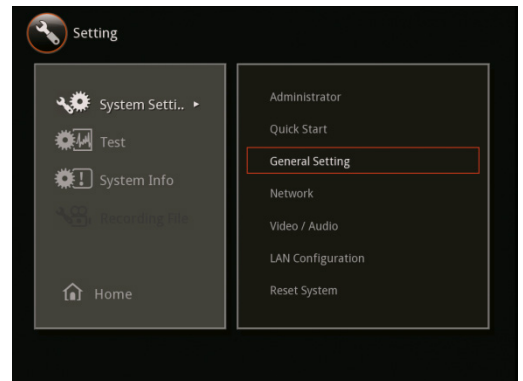 Setting
System Setti..
Test
System Info
Recording File
Home
Administrator
Quick Start
General Setting
Network
Video / Audio
LAN Configuration
Reset System